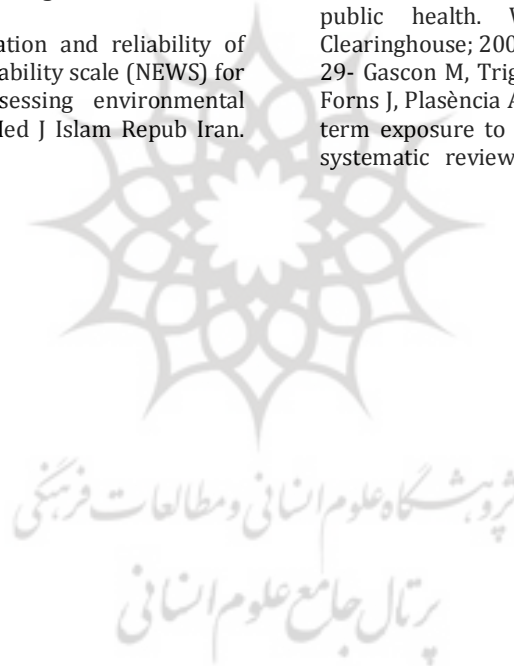 ation and reliability of
ability scale (NEWS) for
sessing environmental
Med J Islam Repub Iran.
public health. W
Clearinghouse; 200
29- Gascon M, Trig
Forns J, Plasència A
term exposure to
systematic review
پژوهشگاه علوم انسانی و مطالعات فرهنگی
پرتال جامع علوم انسانی